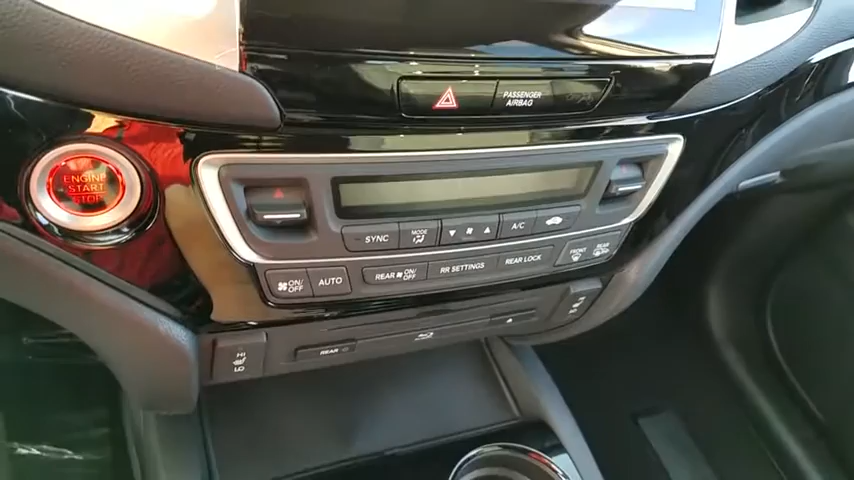 PASSENGER
AIRBAG
ENGINE
START
STOP
SYNC
MODE
A/C
ON/
OFF
AUTO
REAR ON
OFF
RR SETTINGS
REAR LOCK
FRONT
REAR
HI
LO
REAR